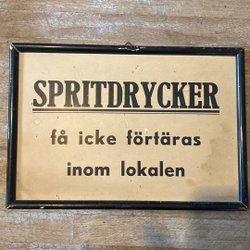 SPRITDRYCKER
få icke förtäras
inom lokalen